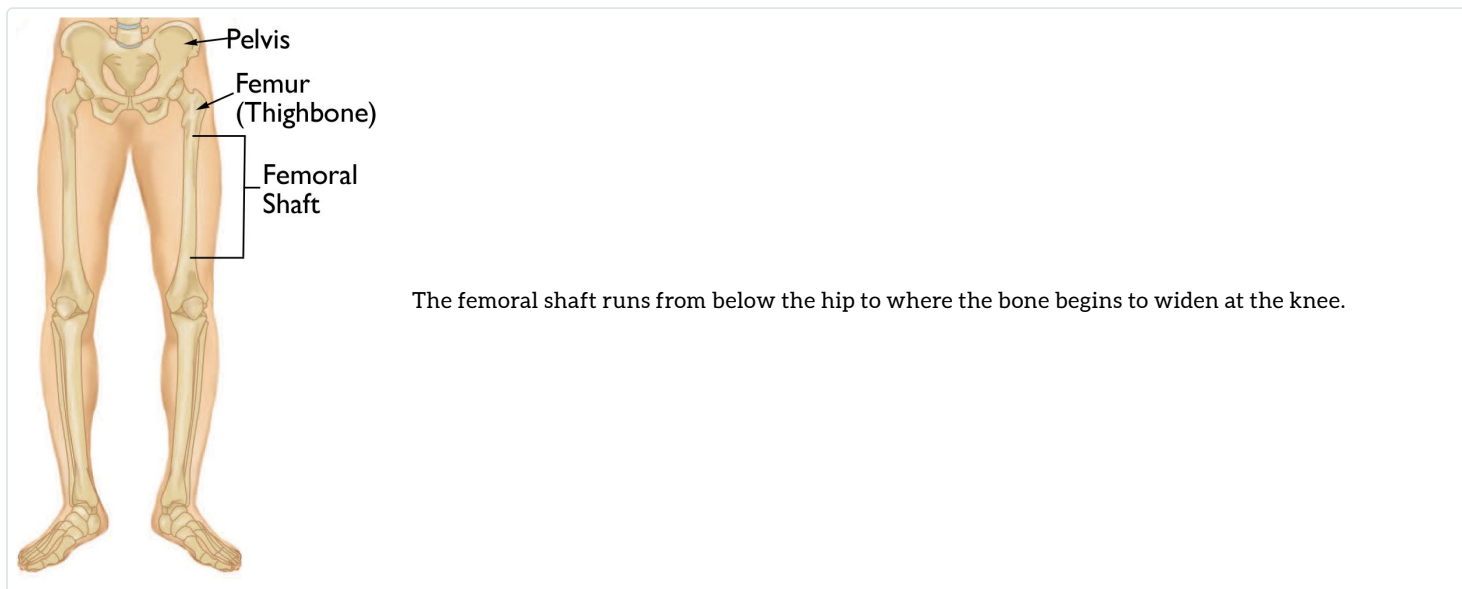 Pelvis
Femur
(Thighbone)
Femoral
Shaft
The femoral shaft runs from below the hip to where the bone begins to widen at the knee.